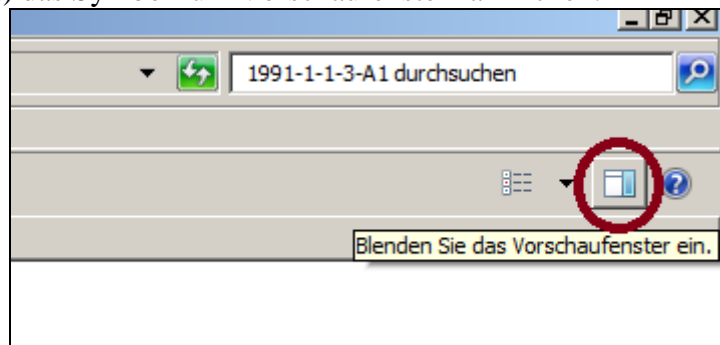 1991-1-1-3-A1 durchsuchen
Blenden Sie das Vorschaufenster ein.